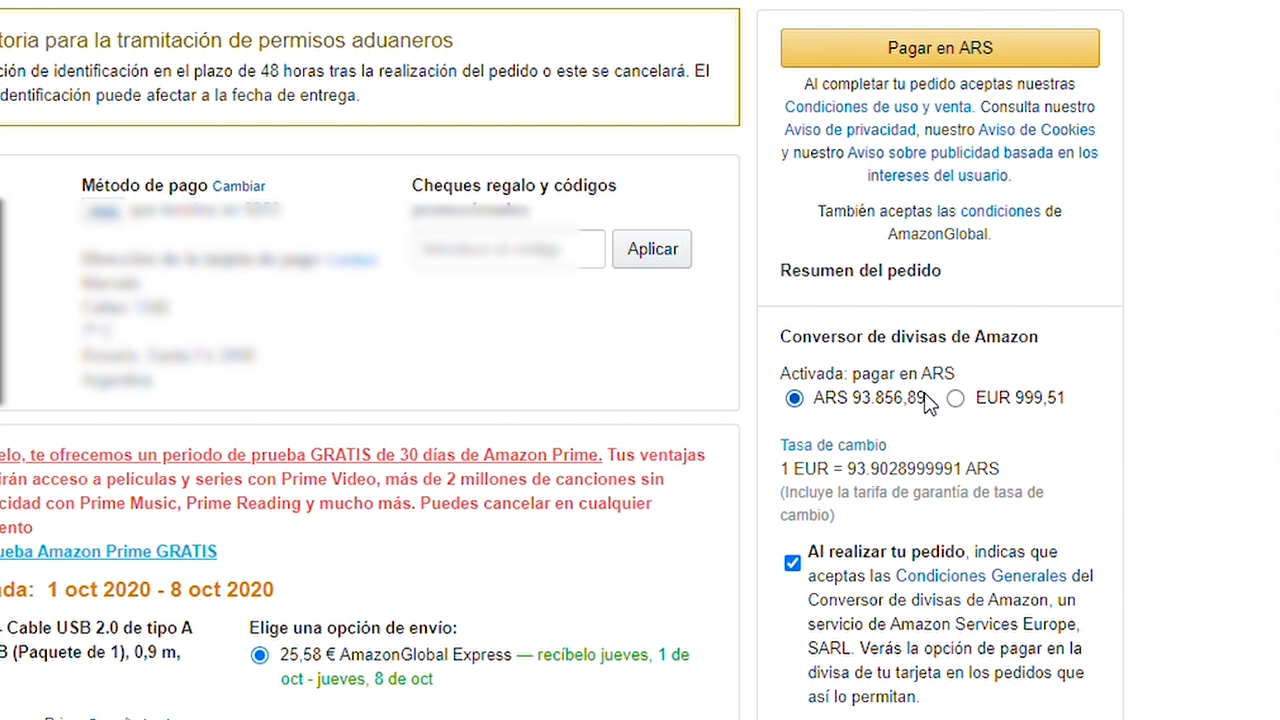 toria para la tramitación de permisos aduaneros
ción de identificación en el plazo de 48 horas tras la realización del pedido o este se cancelará. El
dentificación puede afectar a la fecha de entrega.
Método de pago Cambiar
Cheques regalo y códigos
Aplicar
elo, te ofrecemos un periodo de prueba GRATIS de 30 días de Amazon Prime. Tus ventajas
irán acceso a películas y series con Prime Video, más de 2 millones de canciones sin
cidad con Prime Music, Prime Reading y mucho más. Puedes cancelar en cualquier
ento
ueba Amazon Prime GRATIS
da: 1 oct 2020 - 8 oct 2020
- Cable USB 2.0 de tipo A
B (Paquete de 1), 0,9 m,
Elige una opción de envío:
25,58 € AmazonGlobal Express — recíbelo jueves, 1 de
oct - jueves, 8 de oct
Pagar en ARS
Al completar tu pedido aceptas nuestras
Condiciones de uso y venta. Consulta nuestro
Aviso de privacidad, nuestro Aviso de Cookies
y nuestro Aviso sobre publicidad basada en los
intereses del usuario.
También aceptas las condiciones de
AmazonGlobal.
Resumen del pedido
Conversor de divisas de Amazon
Activada: pagar en ARS
ARS 93.856,89 EUR 999,51
Tasa de cambio
1 EUR = 93.9028999991 ARS
(Incluye la tarifa de garantía de tasa de
cambio)
Al realizar tu pedido, indicas que
aceptas las Condiciones Generales del
Conversor de divisas de Amazon, un
servicio de Amazon Services Europe,
SARL. Verás la opción de pagar en la
divisa de tu tarjeta en los pedidos que
así lo permitan.